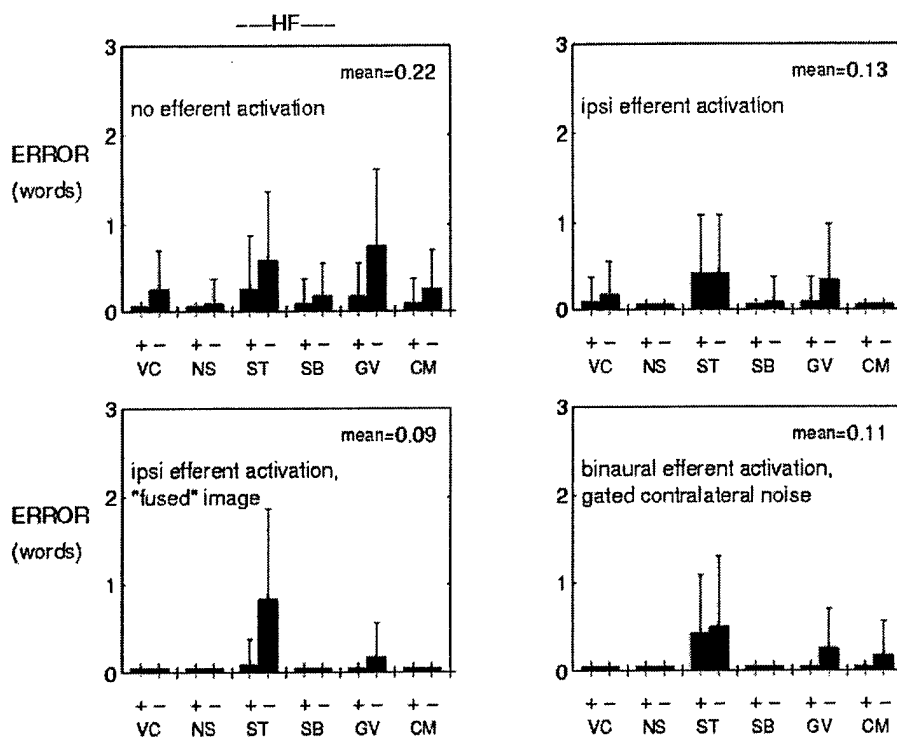 -—HF—-
3
mean=0.22
no efferent activation
2
ERROR
(words)
1
0
+ - + - + - + - + - + -
VC NS ST SB GV CM
3
mean=0.13
ipsi efferent activation
2
1
0
+ - + - + - + - + - + -
VC NS ST SB GV CM
3
mean=0.09
ipsi efferent activation,
"fused" image
2
ERROR
(words)
1
0
+ - + - + - + - + - + -
VC NS ST SB GV CM
3
mean=0.11
binaural efferent activation,
gated contralateral noise
2
1
0
+ - + - + - + - + - + -
VC NS ST SB GV CM